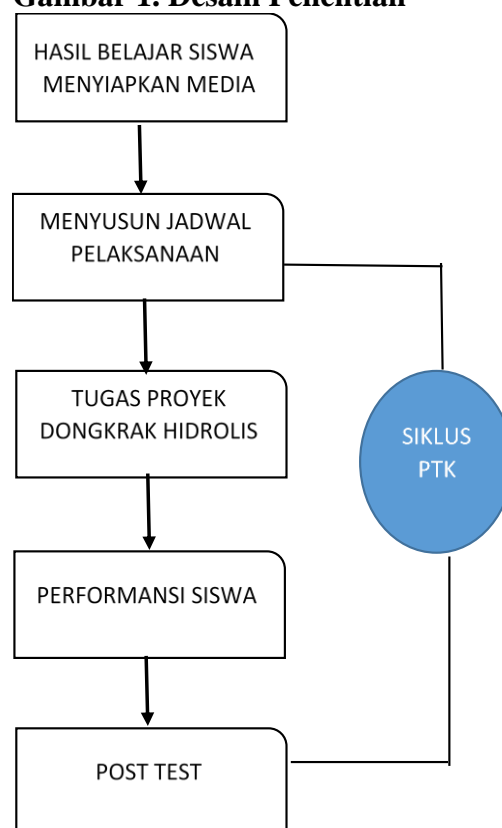 Gambar 1. Desain Penelitian
HASIL BELAJAR SISWA
MENYIAPKAN MEDIA
MENYUSUN JADWAL
PELAKSANAAN
TUGAS PROYEK
DONGKRAK HIDROLIS
SIKLUS
PTK
PERFORMANSI SISWA
POST TEST